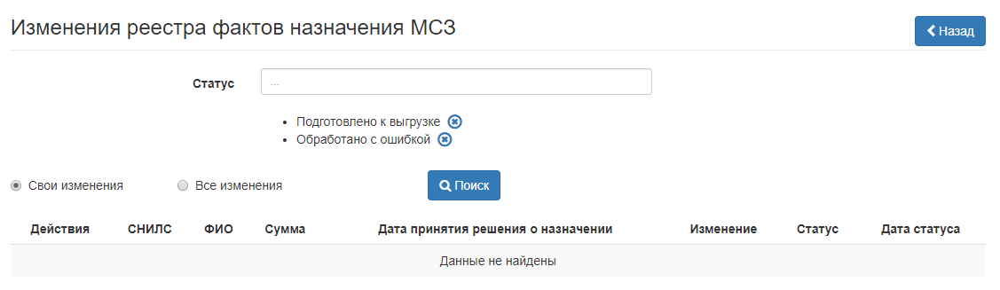 Изменения реестра фактов назначения МСЗ
Назад
Статус
...
Подготовлено к выгрузке
Обработано с ошибкой
Свои изменения Все изменения Поиск
Действия СНИЛС ФИО Сумма Дата принятия решения о назначении Изменение Статус Дата статуса
Данные не найдены